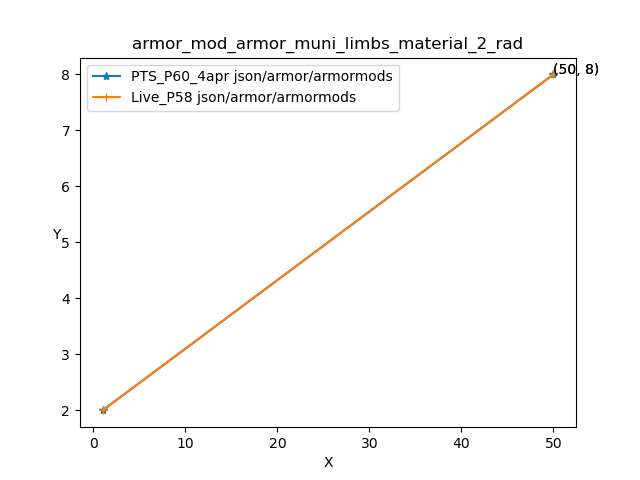 armor_mod_armor_muni_limbs_material_2_rad
PTS_P60_4apr json/armor/armormods
Live_P58 json/armor/armormods
(50, 8)
8
7
6
5
4
3
2
Y
0 10 20 30 40 50
X